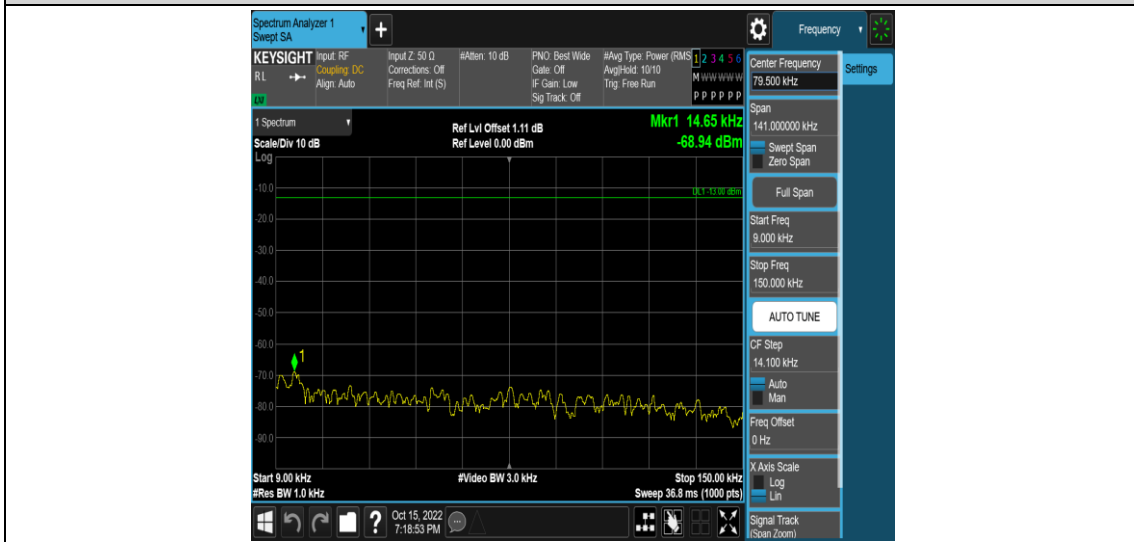 Spectrum Analyzer 1
Swept SA
+
Frequency
KEYSIGHT
RL
Input: RF
Coupling: DC
Align: Auto
Input Z: 50 Ω
Corrections: Off
Freq Ref: Int (S)
#Atten: 10 dB
PNO: Best Wide
Gate: Off
IF Gain: Low
Sig Track: Off
#Avg Type: Power (RMS
Avg|Hold: 10/10
Trig: Free Run
1 2 3 4 5 6
M W W W W W
P P P P P P
1 Spectrum
Scale/Div 10 dB
Log
Ref Lvl Offset 1.11 dB
Ref Level 0.00 dBm
Mkr1 14.65 kHz
-68.94 dBm
-10.0
DL1 -13.00 dBm
-20.0
-30.0
-40.0
-50.0
-60.0
1
-70.0
-80.0
-90.0
Start 9.00 kHz
#Res BW 1.0 kHz
#Video BW 3.0 kHz
Stop 150.00 kHz
Sweep 36.8 ms (1000 pts)
?
Oct 15, 2022
7:18:53 PM
Center Frequency
79.500 kHz
Settings
Span
141.000000 kHz
Swept Span
Zero Span
Full Span
Start Freq
9.000 kHz
Stop Freq
150.000 kHz
AUTO TUNE
CF Step
14.100 kHz
Auto
Man
Freq Offset
0 Hz
X Axis Scale
Log
Lin
Signal Track
(Span Zoom)